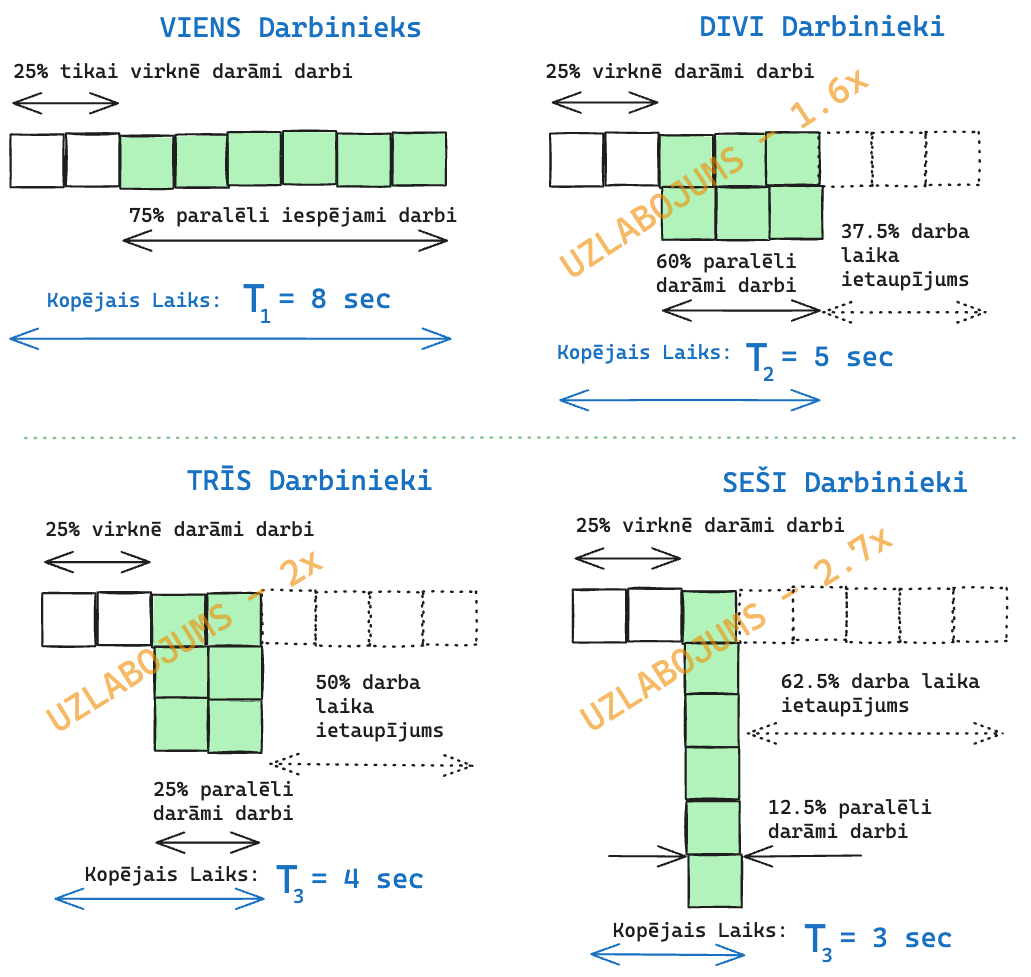 VIENS Darbinieks
25% tikai virknē darāmi darbi
75% paralēli iespējami darbi
Kopējais Laiks: T1 = 8 sec
DIVI Darbinieki
25% virknē darāmi darbi
UZLABOJUMS - 1.6x
37.5% darba
laika
ietaupījums
60% paralēli
darāmi darbi
Kopējais Laiks: T2 = 5 sec
TRĪS Darbinieki
25% virknē darāmi darbi
UZLABOJUMS - 2x
50% darba
laika
ietaupījums
25% paralēli
darāmi darbi
Kopējais Laiks: T3 = 4 sec
SEŠI Darbinieki
25% virknē darāmi darbi
UZLABOJUMS - 2.7x
62.5% darba laika
ietaupījums
12.5% paralēli
darāmi darbi
Kopējais Laiks: T3 = 3 sec